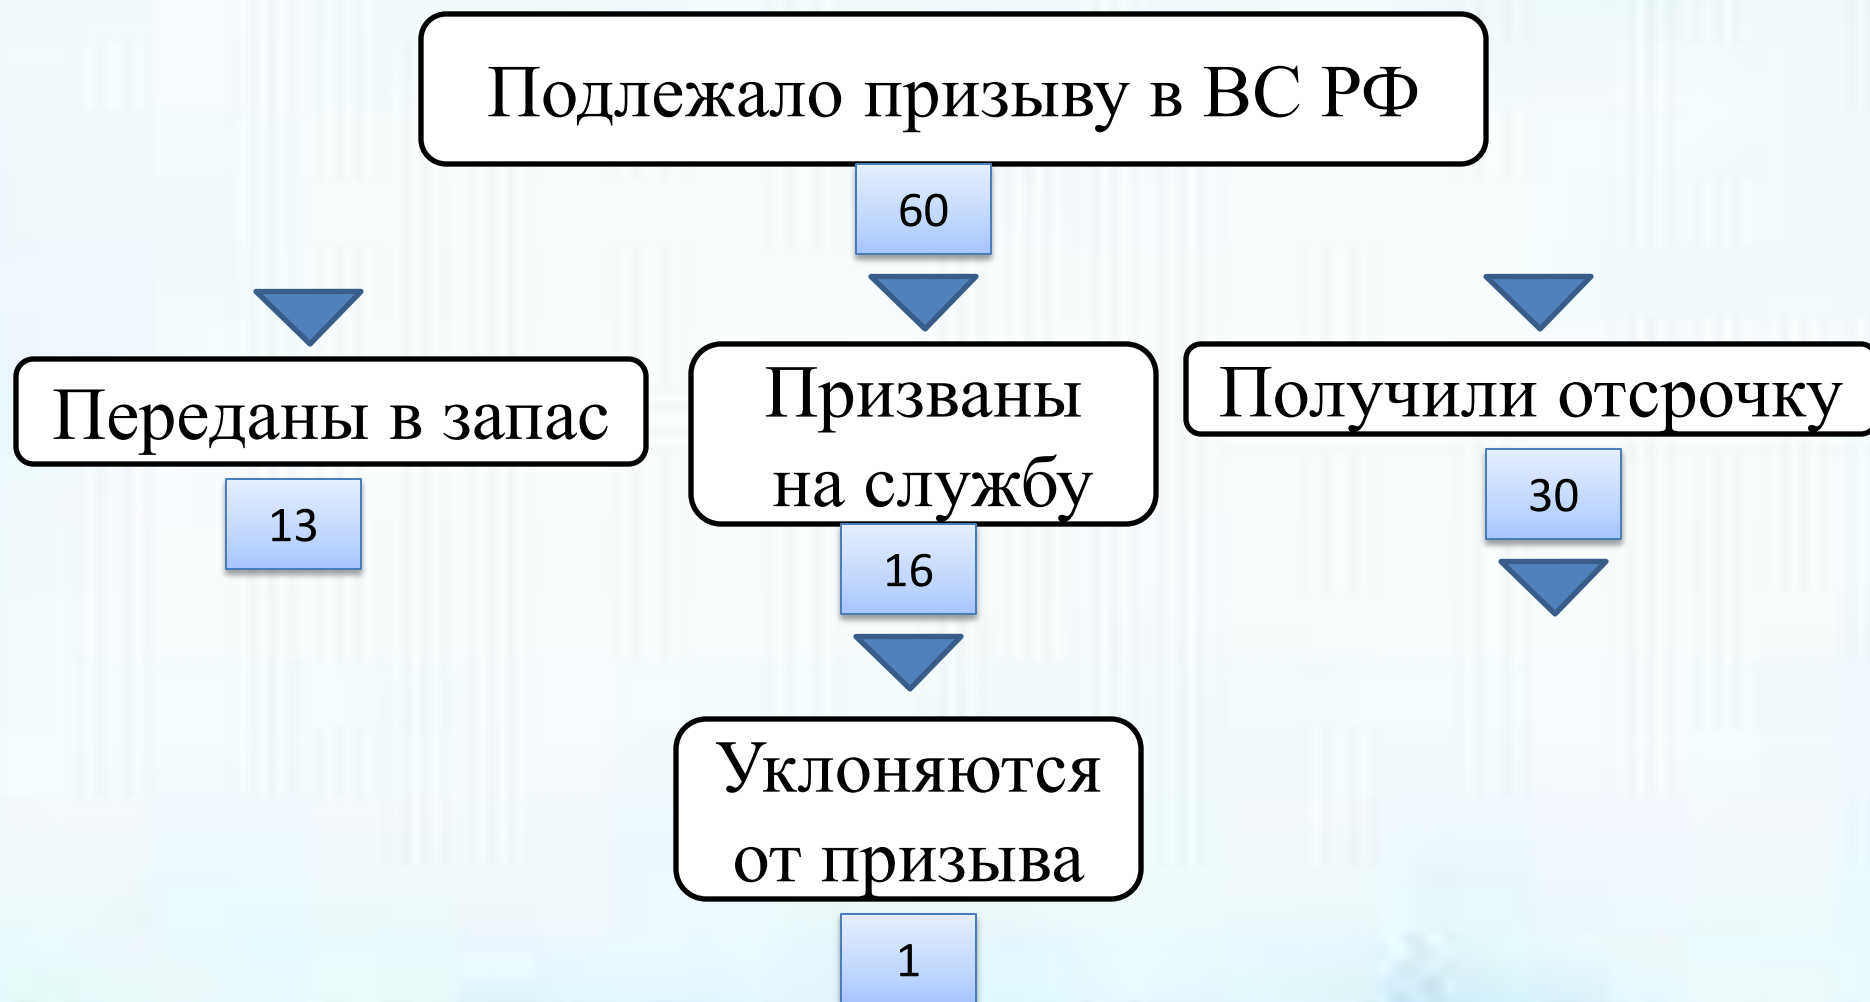 Подлежало призыву в ВС РФ
60
Переданы в запас
13
Призваны
на службу
16
Получили отсрочку
30
Уклоняются
от призыва
1